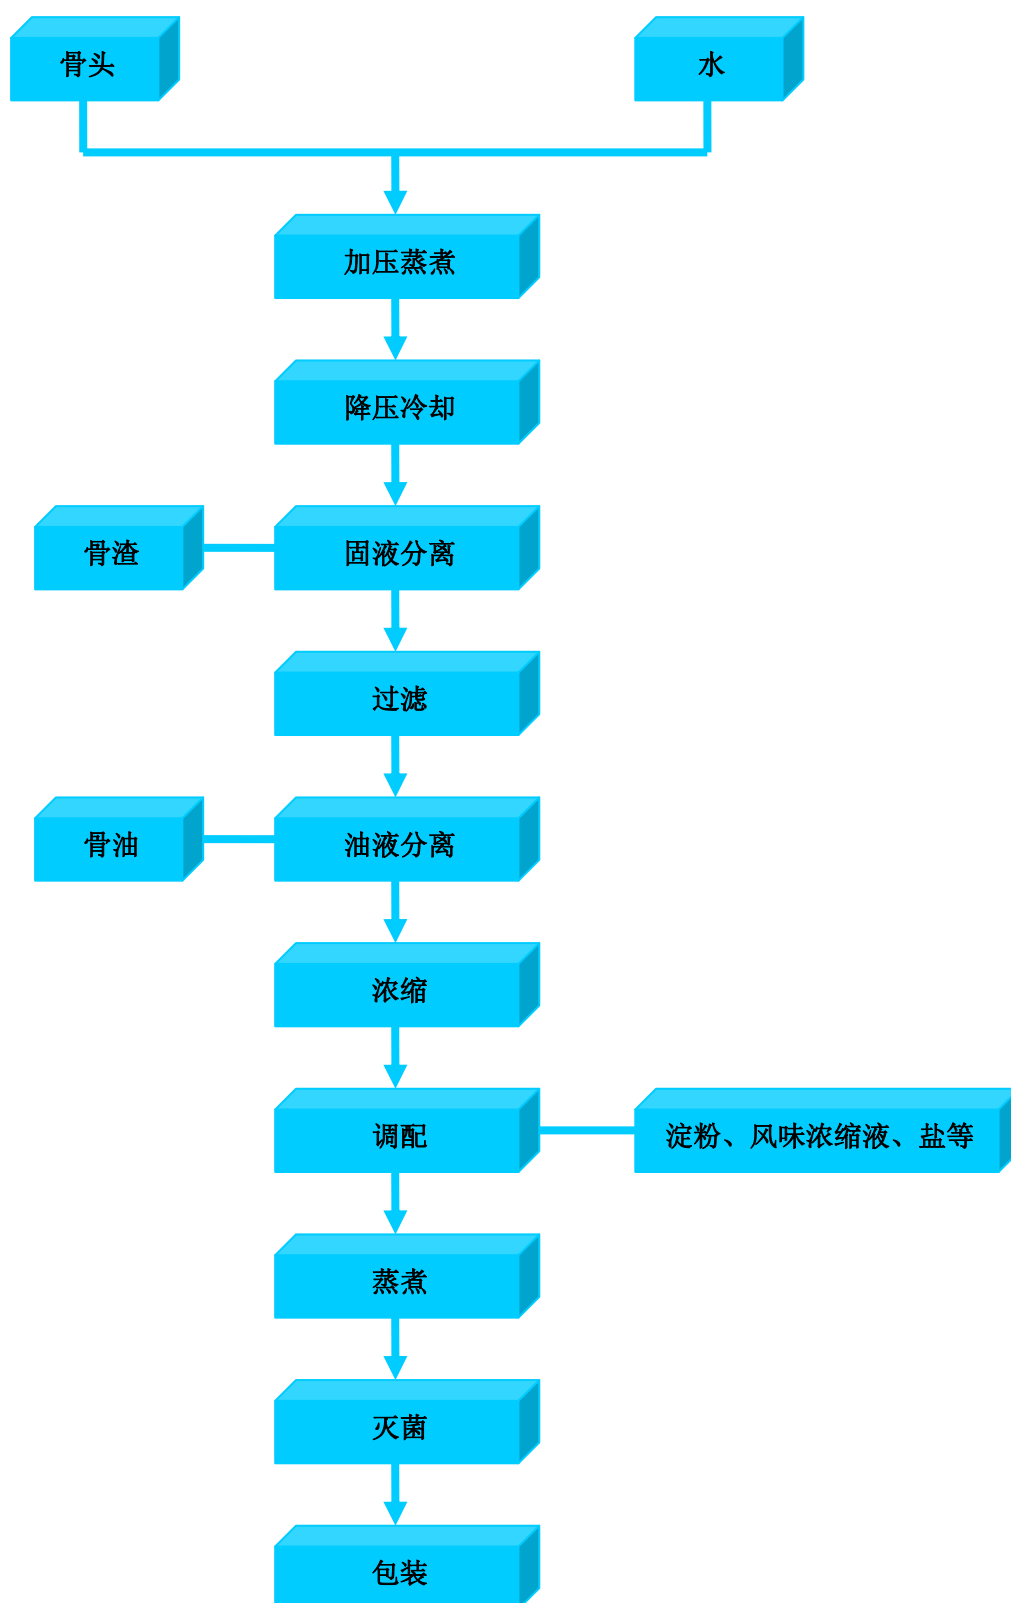 骨头
水
加压蒸煮
降压冷却
骨渣
固液分离
过滤
骨油
油液分离
浓缩
调配
淀粉、风味浓缩液、盐等
蒸煮
灭菌
包装